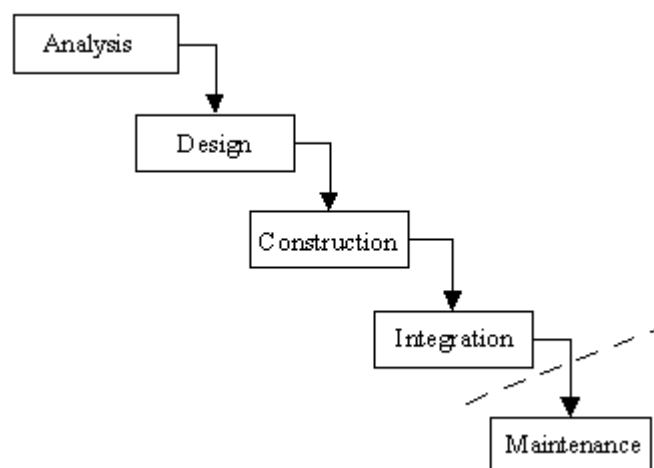 Analysis
Design
Construction
Integration
Maintenance